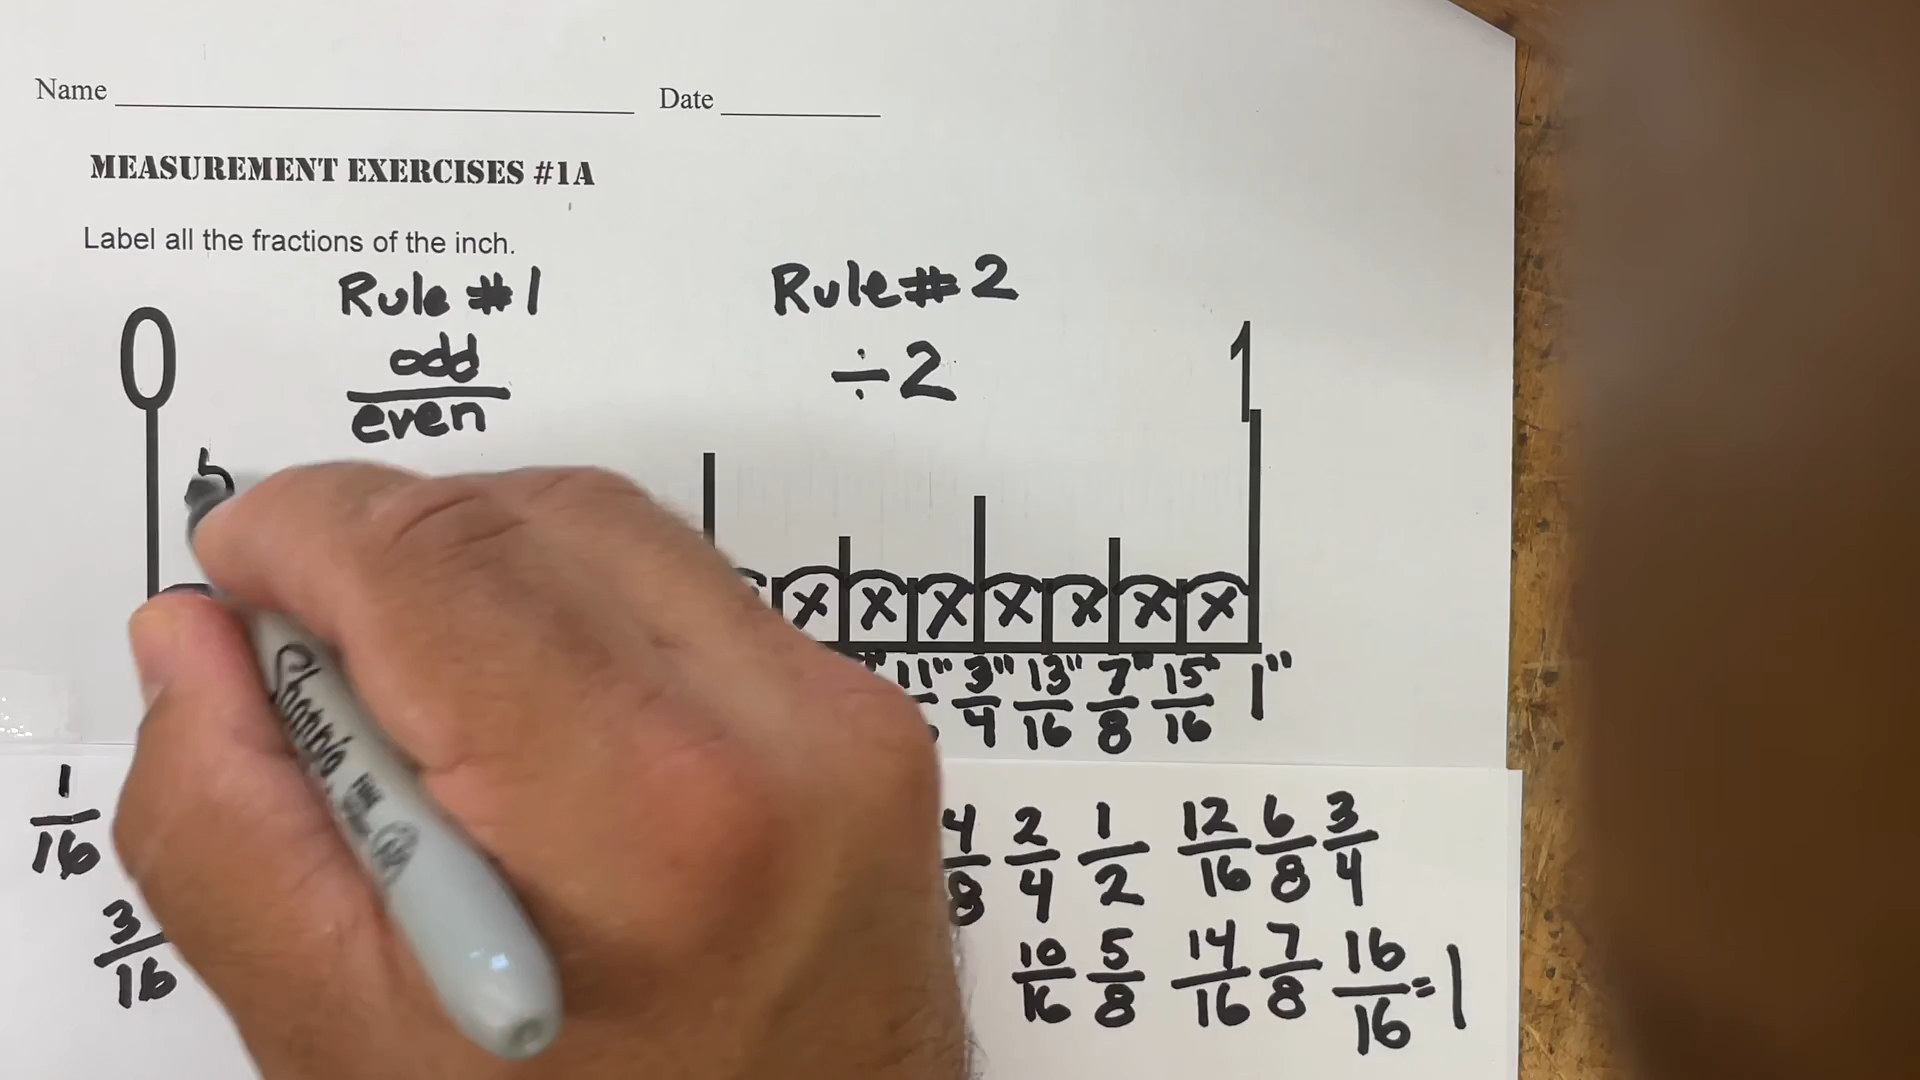 Name Date
MEASUREMENT EXERCISES #1A
Label all the fractions of the inch.
Rule #1 Rule #2
odd
even
÷2
0 1
5
x x x x x x x
11" 3/4" 13/16" 7/8" 15/16" 1"
1/16 4/8 2/4 1/2 12/16 6/8 3/4
3/16 10/16 5/8 14/16 7/8 16/16=1
Sharpie